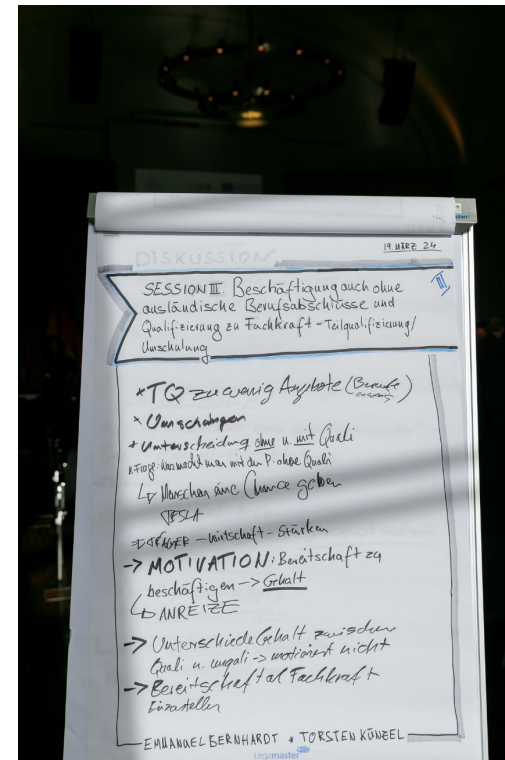 19. MÄRZ 24
DISKUSSION
SESSION III: Beschäftigung auch ohne
ausländische Berufsabschlüsse und
Qualifizierung zu Fachkraft - Teilqualifizierung/
Umschulung
III
* TQ zu wenig Angebote (Berufe
)
* Umschulungen
* Unterscheidung ohne u. mit Quali
* Frage: Was macht man mit den P. ohne Quali
↳ Menschen eine Chance geben
TESLA
- Wirtschaft - Stärken
-> MOTIVATION: Bereitschaft zu
beschäftigen -> Gehalt
↳ ANREIZE
-> Unterschiede Gehalt zwischen
Quali u. unquali -> motiviert nicht
-> Bereitschaft als Fachkraft
Einzustellen
EMMANUEL BERNHARDT * TORSTEN KÜNZEL
Legamaster